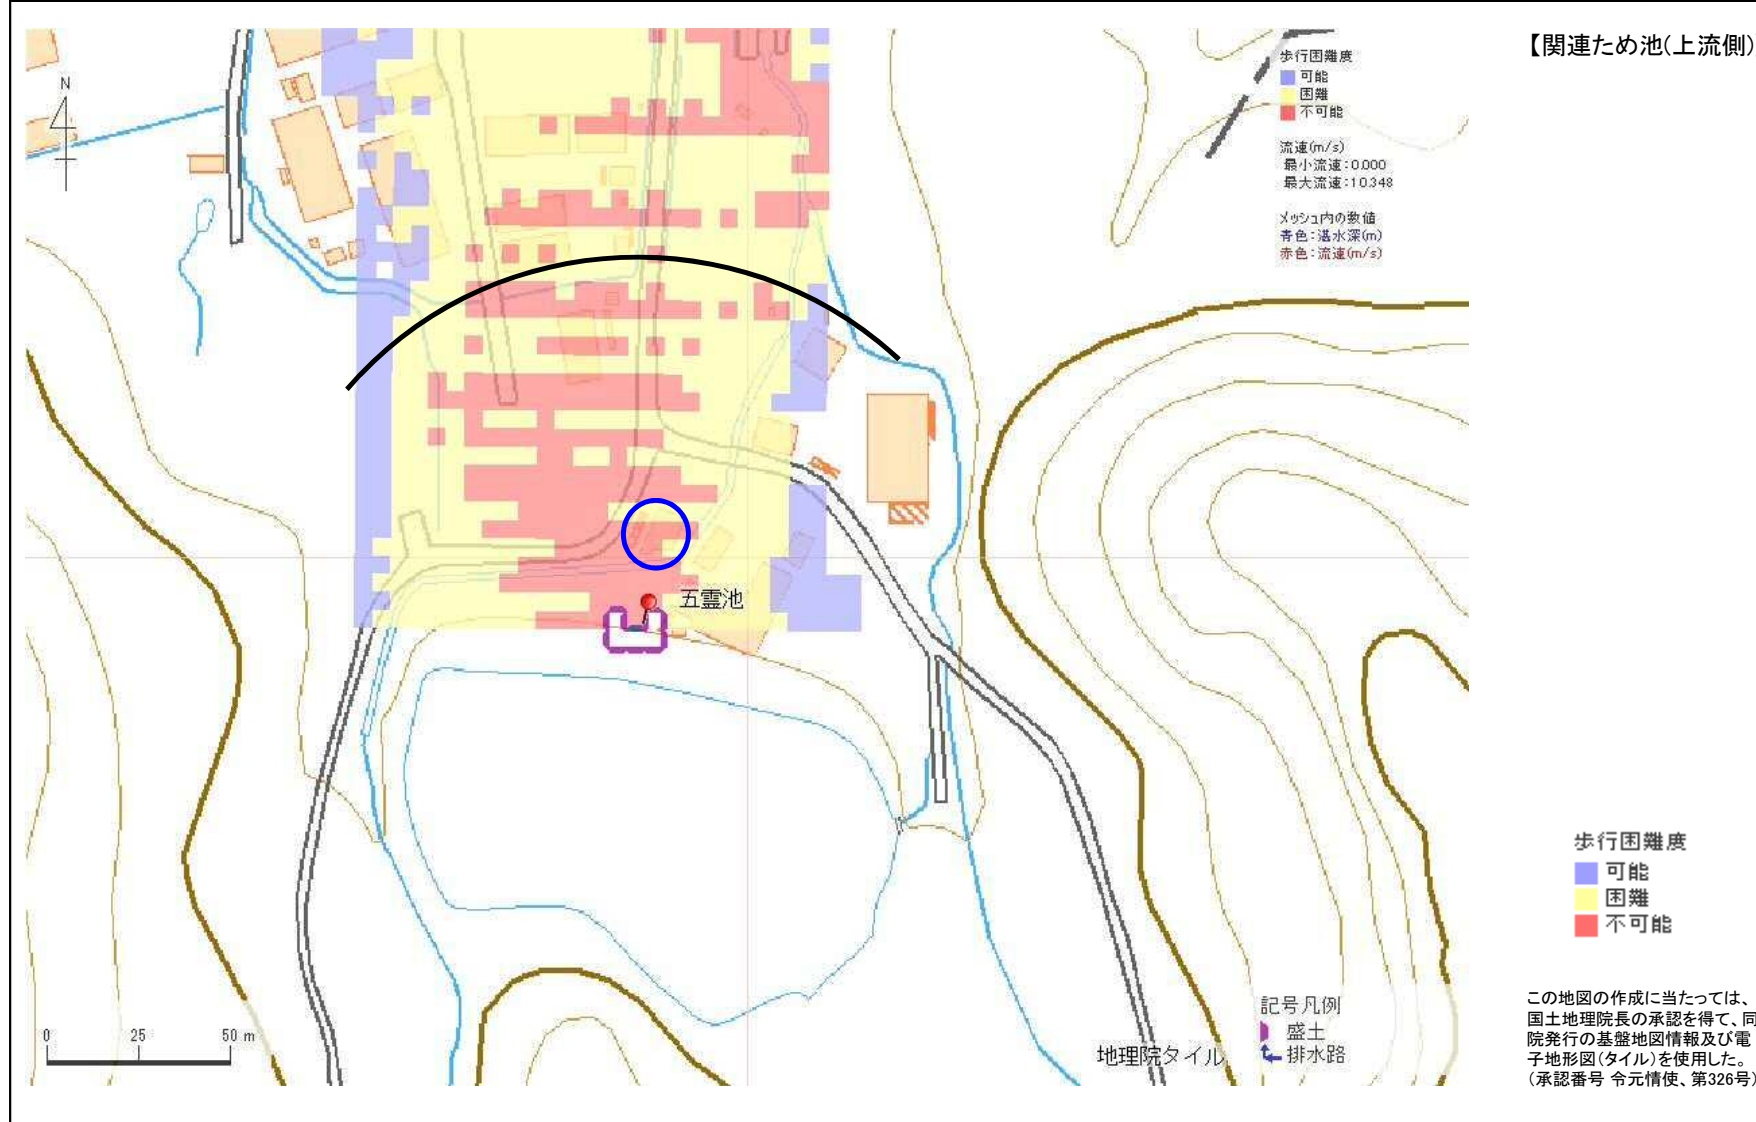 【関連ため池(上流側)
N
歩行困難度
可能
困難
不可能
流速(m/s)
最小流速:0.000
最大流速:10.348
メッシュ内の数値
青色:湛水深(m)
赤色:流速(m/s)
五霊池
歩行困難度
可能
困難
不可能
0 25 50 m
地理院タイル
記号凡例
盛土
排水路
この地図の作成に当たっては、
国土地理院長の承認を得て、同
院発行の基盤地図情報及び電
子地形図(タイル)を使用した。
(承認番号 令元情使、第326号)